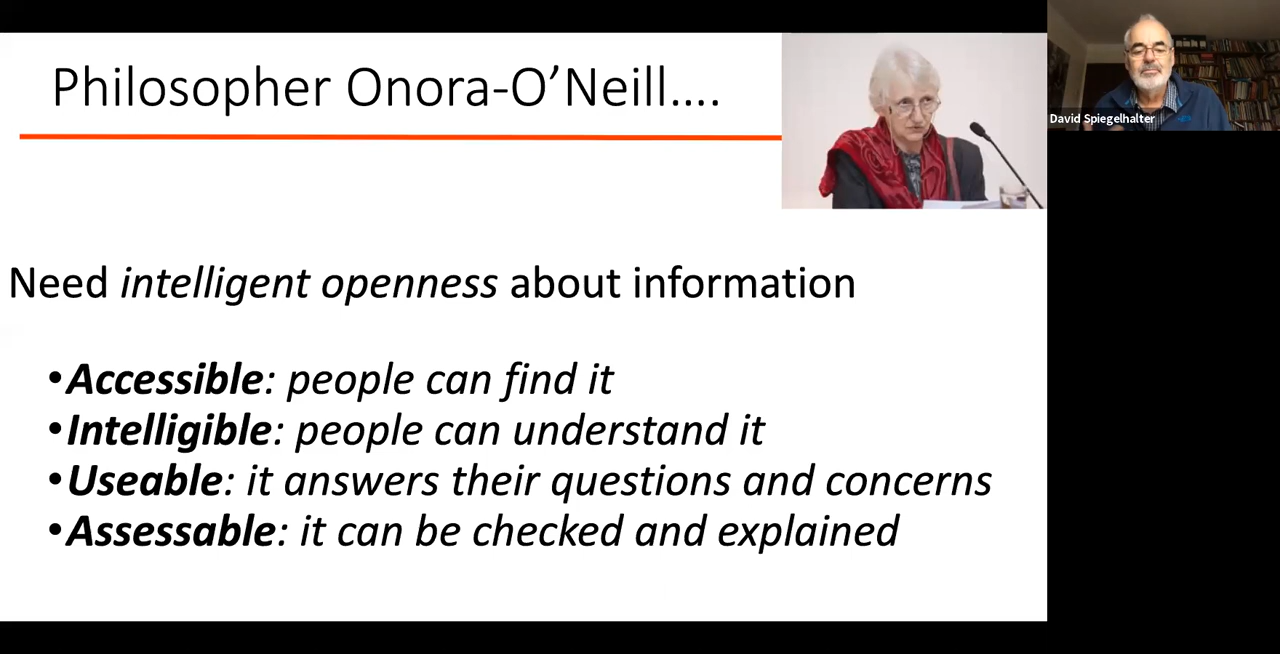 Philosopher Onora-O’Neill….
David Spiegelhalter
Need intelligent openness about information
•Accessible: people can find it
•Intelligible: people can understand it
•Useable: it answers their questions and concerns
•Assessable: it can be checked and explained